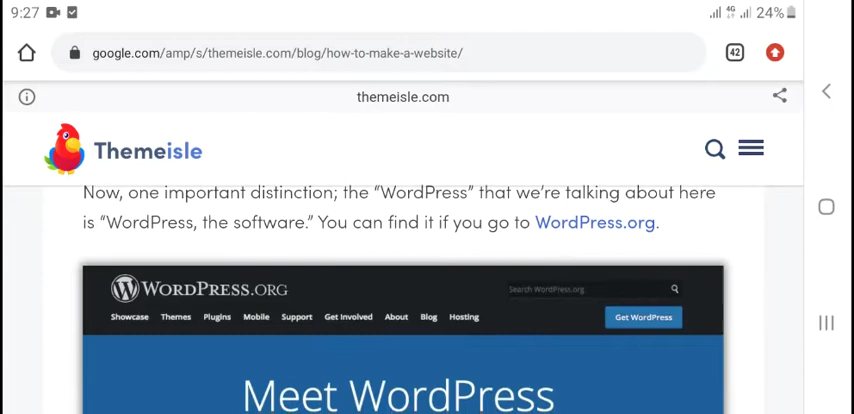 9:27
4G
24%
google.com/amp/s/themeisle.com/blog/how-to-make-a-website/
42
themeisle.com
Themeisle
Now, one important distinction; the “WordPress” that we’re talking about here
is “WordPress, the software.” You can find it if you go to WordPress.org.
WORDPRESS.ORG
Search WordPress.org
Showcase Themes Plugins Mobile Support Get Involved About Blog Hosting
Get WordPress
Meet WordPress